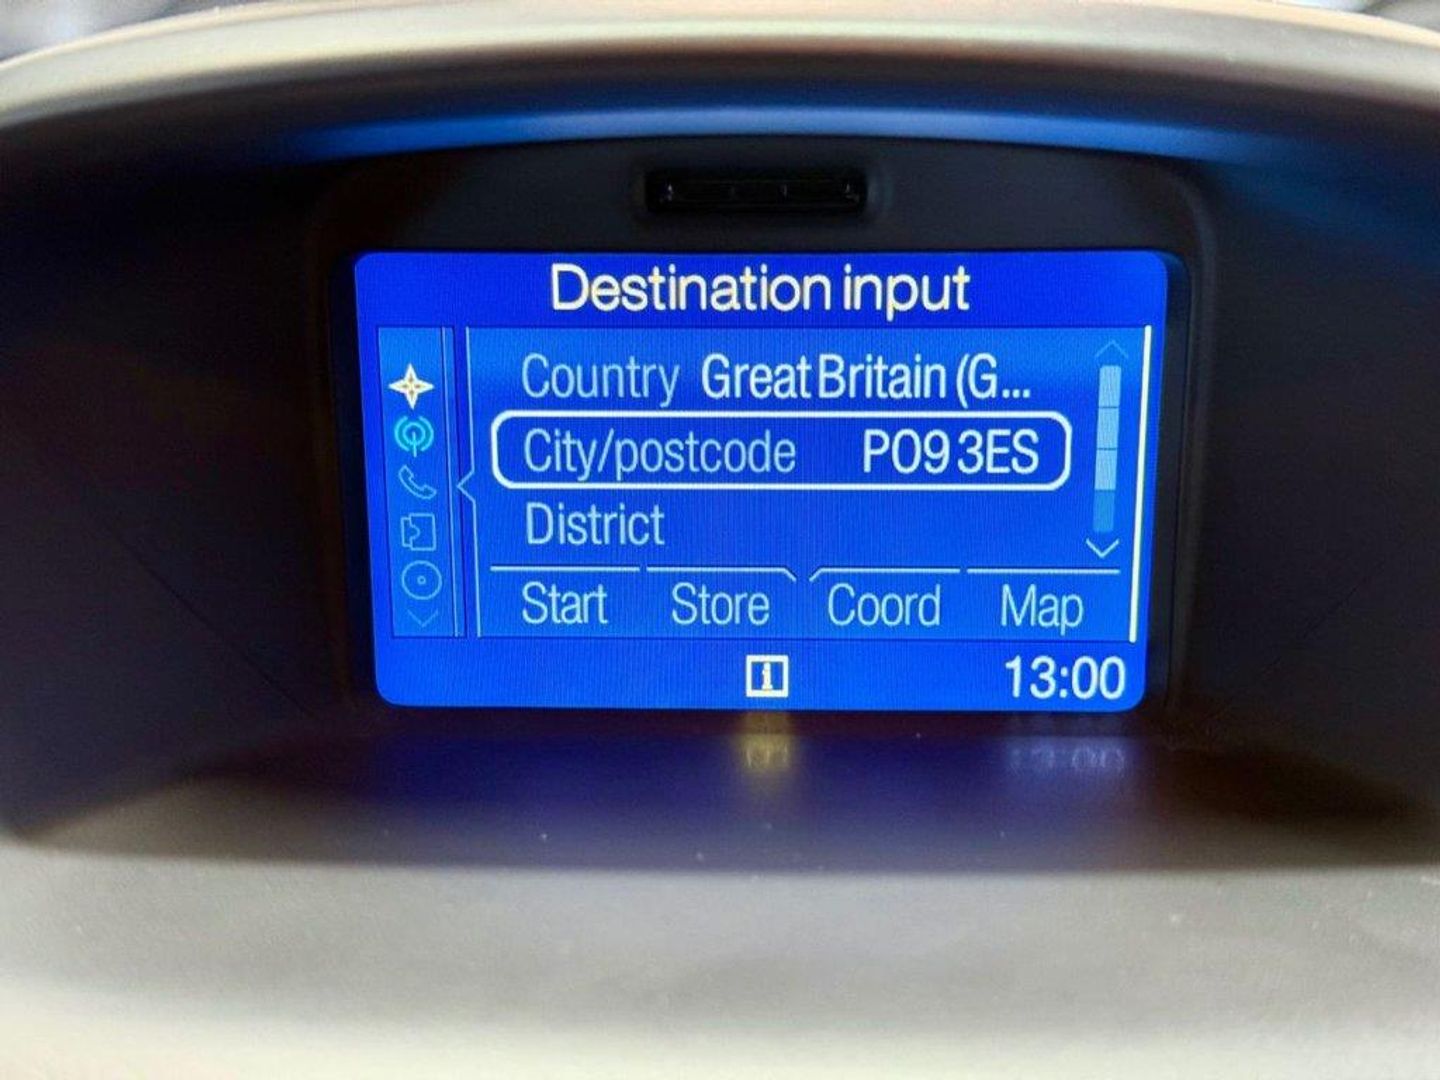 Destination input
Country Great Britain (G...
City/postcode PO9 3ES
District
Start Store Coord Map
i 13:00